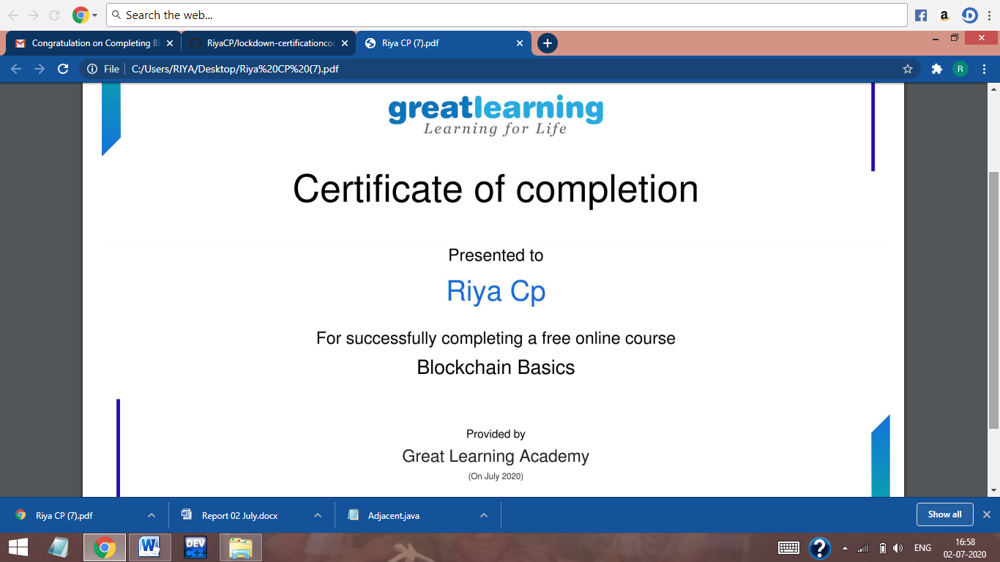 Search the web...
Congratulation on Completing Bl
RiyaCP/lockdown-certificationcou
Riya CP (7).pdf
File
C:/Users/RIYA/Desktop/Riya%20CP%20(7).pdf
R
greatlearning
Learning for Life
Certificate of completion
Presented to
Riya Cp
For successfully completing a free online course
Blockchain Basics
Provided by
Great Learning Academy
(On July 2020)
Riya CP (7).pdf
Report 02 July.docx
Adjacent.java
Show all
DEV
C++
ENG
16:58
02-07-2020